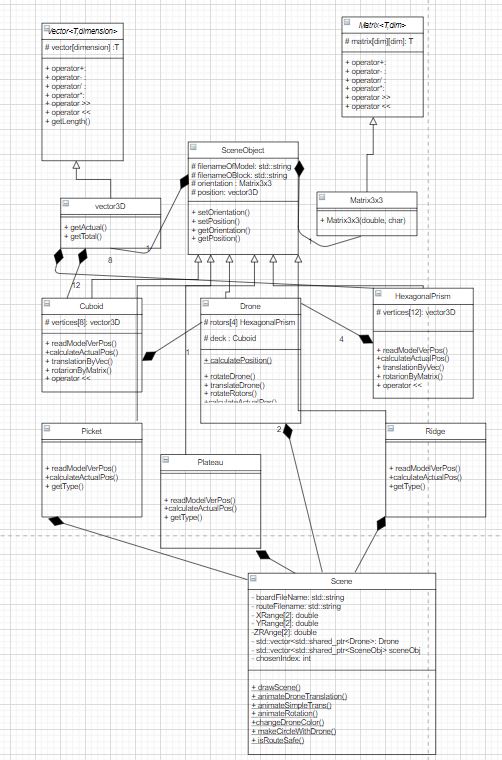 Vector<T,dimension>
# vector[dimension] :T
+ operator+:
+ operator- :
+ operator/ :
+ operator*:
+ operator >>
+ operator <<
+ getLength()
Matrix<T,dim>
# matrix[dim][dim]: T
+ operator+:
+ operator- :
+ operator/ :
+ operator*:
+ operator >>
+ operator <<
SceneObject
# filenameOfModel: std::string
# filenameOBlock: std::string
# orientation : Matrix3x3
# position: vector3D
+ setOrientation()
+ setPosition()
+ getOrientation()
+ getPosition()
vector3D
+ getActual()
+ getTotal()
Matrix3x3
+ Matrix3x3(double, char)
1
1
8
12
Cuboid
# vertices[8]: vector3D
+ readModelVerPos()
+calculateActualPos()
+ translationByVec()
+ rotarionByMatrix()
+ operator <<
Drone
# rotors[4] HexagonalPrism
# deck : Cuboid
+ calculatePosition()
+ rotateDrone()
+ translateDrone()
+ rotateRotors()
+calculateActualPos()
HexagonalPrism
# vertices[12]: vector3D
+ readModelVerPos()
+calculateActualPos()
+ translationByVec()
+ rotarionByMatrix()
+ operator <<
1
4
2
Picket
+ readModelVerPos()
+calculateActualPos()
+ getType()
Plateau
+ readModelVerPos()
+calculateActualPos()
+ getType()
Ridge
+ readModelVerPos()
+calculateActualPos()
+ getType()
Scene
- boardFileName: std::string
- routeFilename: std::string
- XRange[2]: double
- YRange[2]: double
-ZRAnge[2]: double
- std::vector<std::shared_ptr<Drone>: Drone
- std::vector<std::shared_ptr<SceneObj> sceneObj
- chosenIndex: int
+ drawScene()
+ animateDroneTranslation()
+ animateSimpleTrans()
+ animateRotation()
+changeDroneColor()
+ makeCircleWithDrone()
+ isRouteSafe()